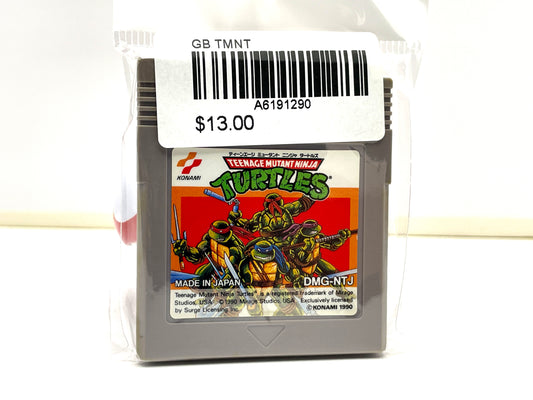 GB TMNT
A6191290
$13.00
ティーンエージ ミュータント ニンジャ タートルズ
TEENAGE MUTANT NINJA
TURTLES®
KONAMI
MADE IN JAPAN
DMG-NTJ
Teenage Mutant Ninja Turtles® is a registered trademark of Mirage
Studios, USA. ©1990 Mirage Studios, USA. Exclusively licensed
by Surge Licensing Inc.
©KONAMI 1990